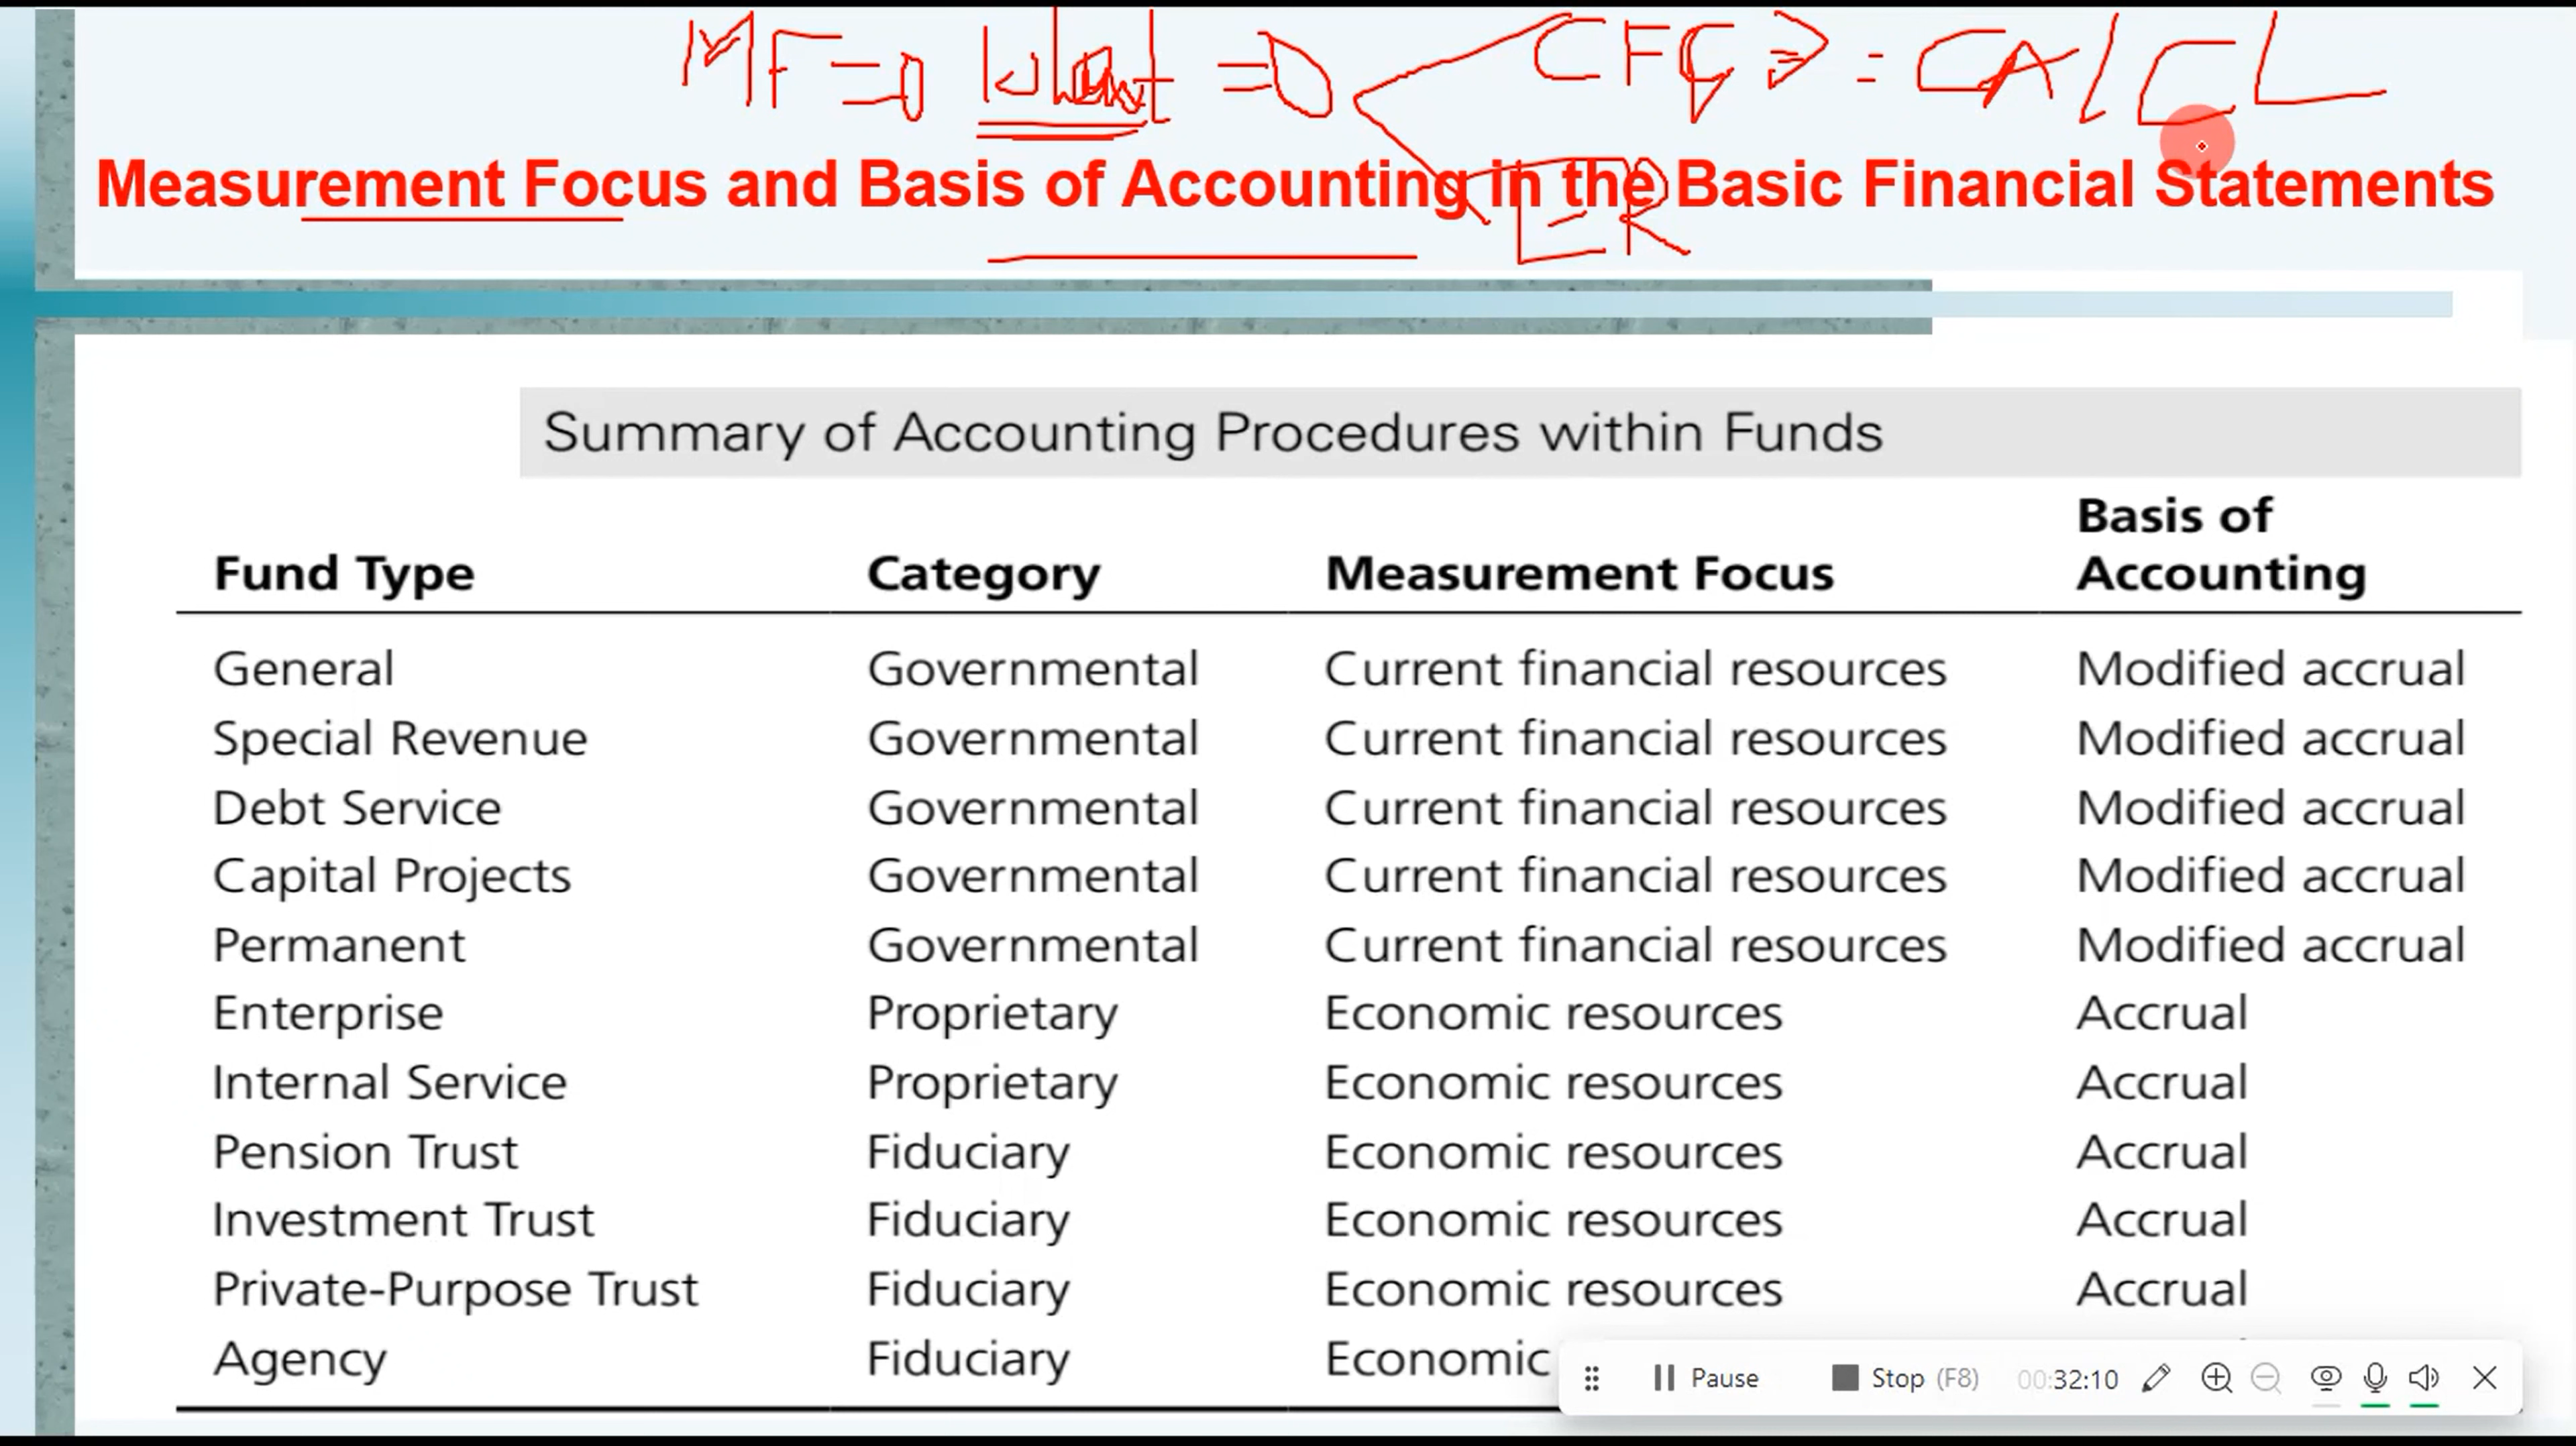 MF => What => CFR = CA/CL
ER
Measurement Focus and Basis of Accounting in the Basic Financial Statements
Summary of Accounting Procedures within Funds
Fund Type Category Measurement Focus Basis of Accounting
General Governmental Current financial resources Modified accrual
Special Revenue Governmental Current financial resources Modified accrual
Debt Service Governmental Current financial resources Modified accrual
Capital Projects Governmental Current financial resources Modified accrual
Permanent Governmental Current financial resources Modified accrual
Enterprise Proprietary Economic resources Accrual
Internal Service Proprietary Economic resources Accrual
Pension Trust Fiduciary Economic resources Accrual
Investment Trust Fiduciary Economic resources Accrual
Private-Purpose Trust Fiduciary Economic resources Accrual
Agency Fiduciary Economic
Pause Stop (F8) 00:32:10